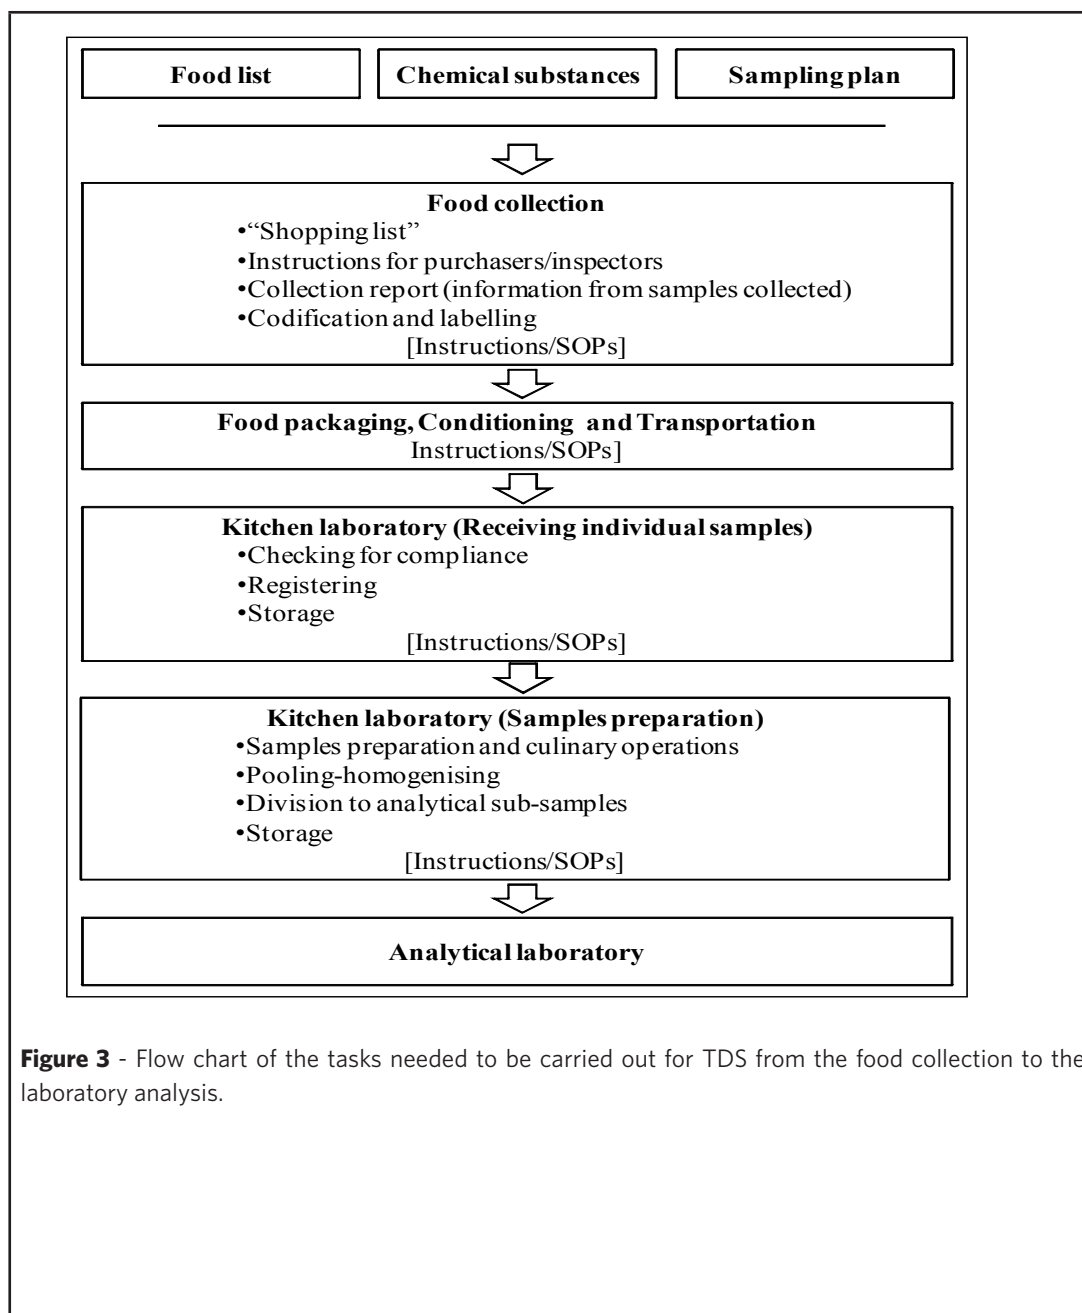 Food list
Chemical substances
Sampling plan
Food collection
•“Shopping list”
•Instructions for purchasers/inspectors
•Collection report (information from samples collected)
•Codification and labelling
[Instructions/SOPs]
Food packaging, Conditioning and Transportation
Instructions/SOPs]
Kitchen laboratory (Receiving individual samples)
•Checking for compliance
•Registering
•Storage
[Instructions/SOPs]
Kitchen laboratory (Samples preparation)
•Samples preparation and culinary operations
•Pooling-homogenising
•Division to analytical sub-samples
•Storage
[Instructions/SOPs]
Analytical laboratory
Figure 3 - Flow chart of the tasks needed to be carried out for TDS from the food collection to the
laboratory analysis.